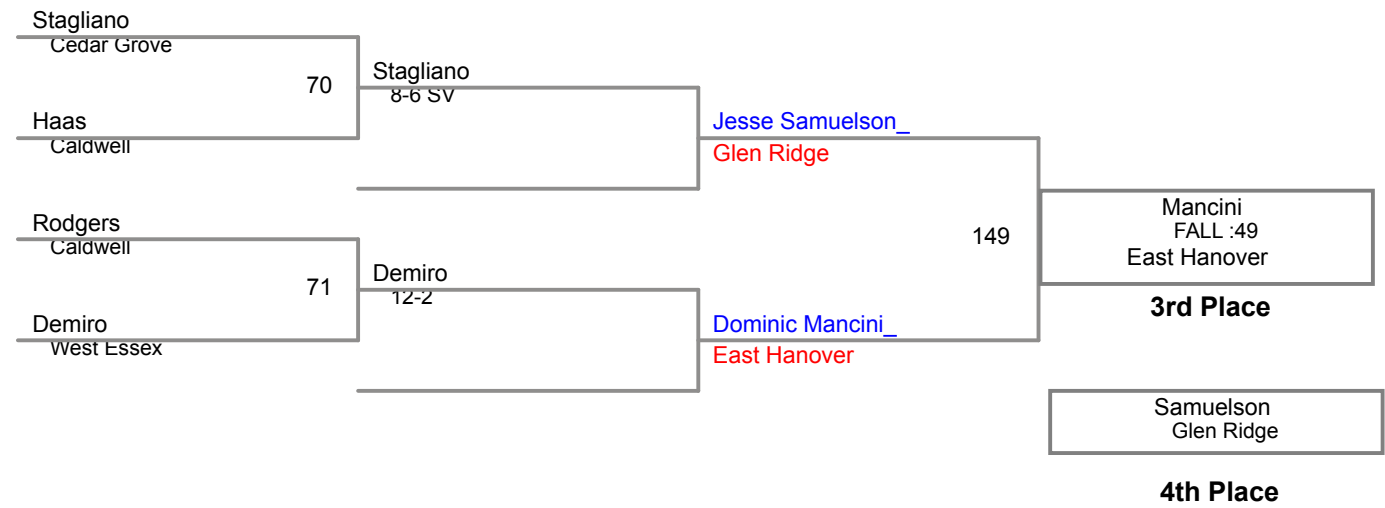 Stagliano
Cedar Grove
70
Stagliano
8-6 SV
Haas
Caldwell
Jesse Samuelson_
Glen Ridge
Rodgers
Caldwell
71
Demiro
12-2
Demiro
West Essex
Dominic Mancini_
East Hanover
149
Mancini
FALL :49
East Hanover
3rd Place
Samuelson
Glen Ridge
4th Place